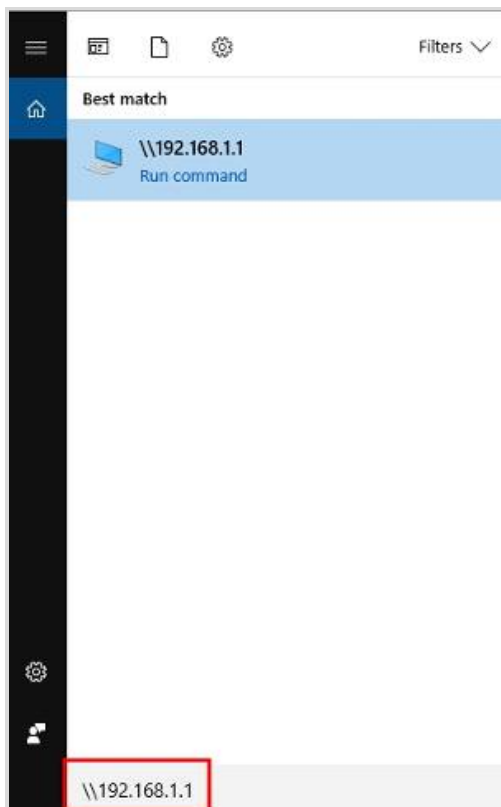 Filters
Best match
\\192.168.1.1
Run command
\\192.168.1.1